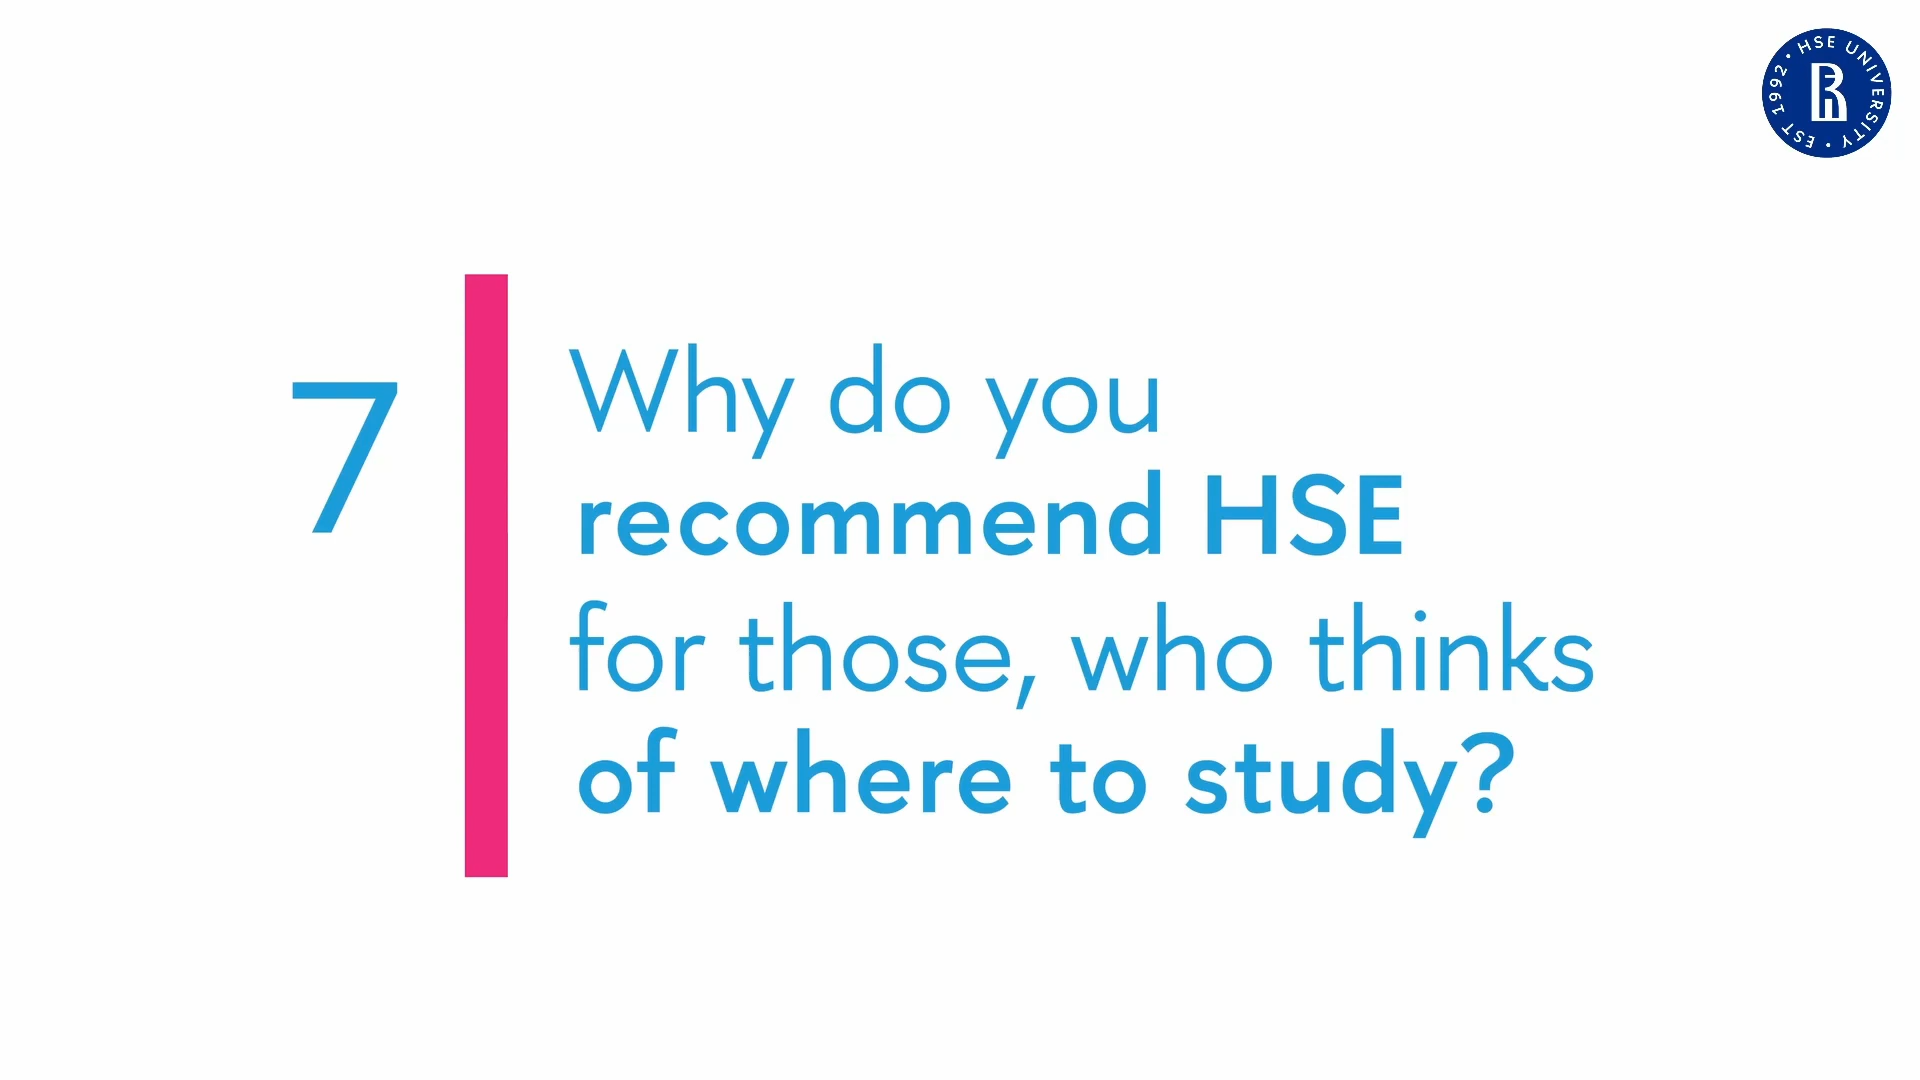 HSE UNIVERSITY • EST 1992 •
7
Why do you
recommend HSE
for those, who thinks
of where to study?